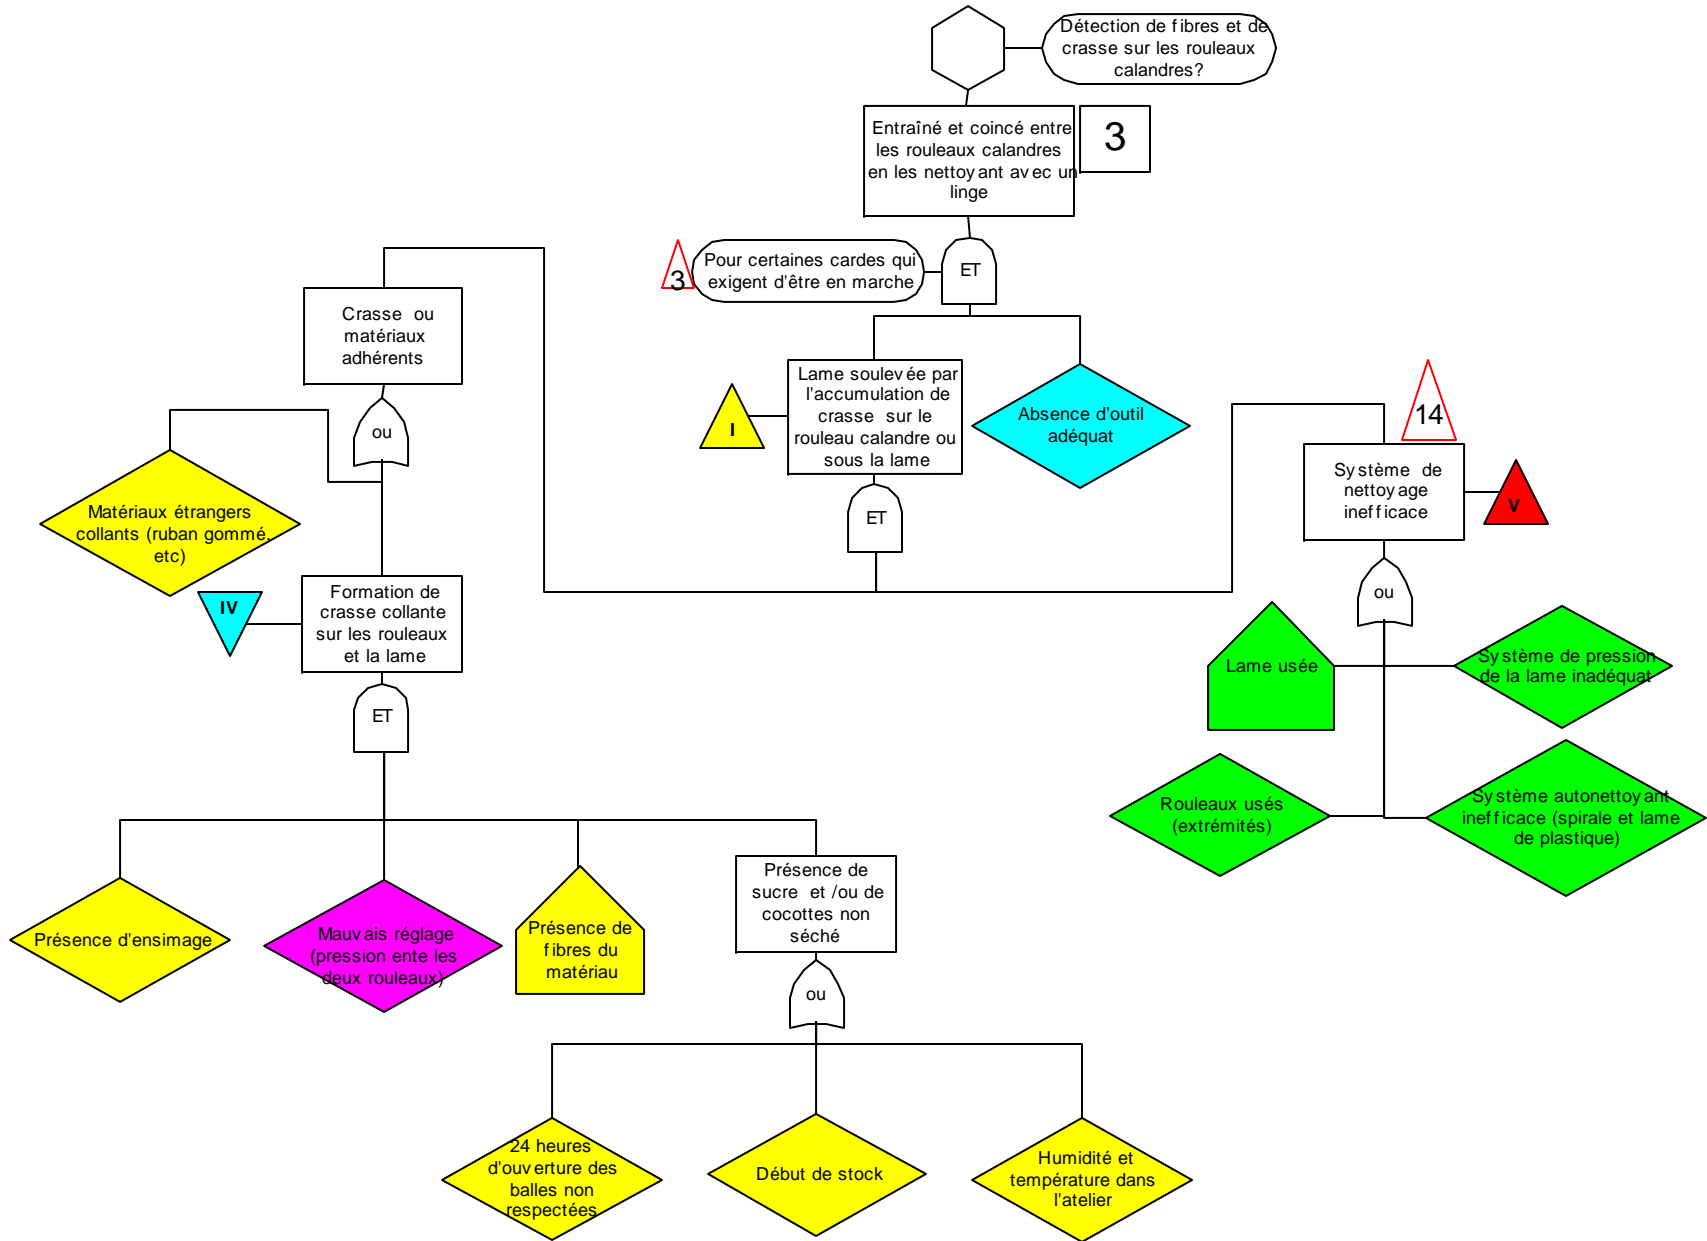 Détection de fibres et de
crasse sur les rouleaux
calandres?
Entraîné et coincé entre
les rouleaux calandres
en les nettoyant avec un
linge
3
3
Pour certaines cardes qui
exigent d'être en marche
ET
Crasse ou
matériaux
adhérents
ou
I
Lame soulevée par
l'accumulation de
crasse sur le
rouleau calandre ou
sous la lame
Absence d'outil
adéquat
14
Système de
nettoyage
inefficace
V
ET
Matériaux étrangers
collants (ruban gommé,
etc)
IV
Formation de
crasse collante
sur les rouleaux
et la lame
ou
Lame usée
Système de pression
de la lame inadéquat
ET
Rouleaux usés
(extrémités)
Système autonettoyant
inefficace (spirale et lame
de plastique)
Présence d'ensimage
Mauvais réglage
(pression ente les
deux rouleaux)
Présence de
fibres du
matériau
Présence de
sucre et /ou de
cocottes non
séché
ou
24 heures
d'ouverture des
balles non
respectées
Début de stock
Humidité et
température dans
l'atelier